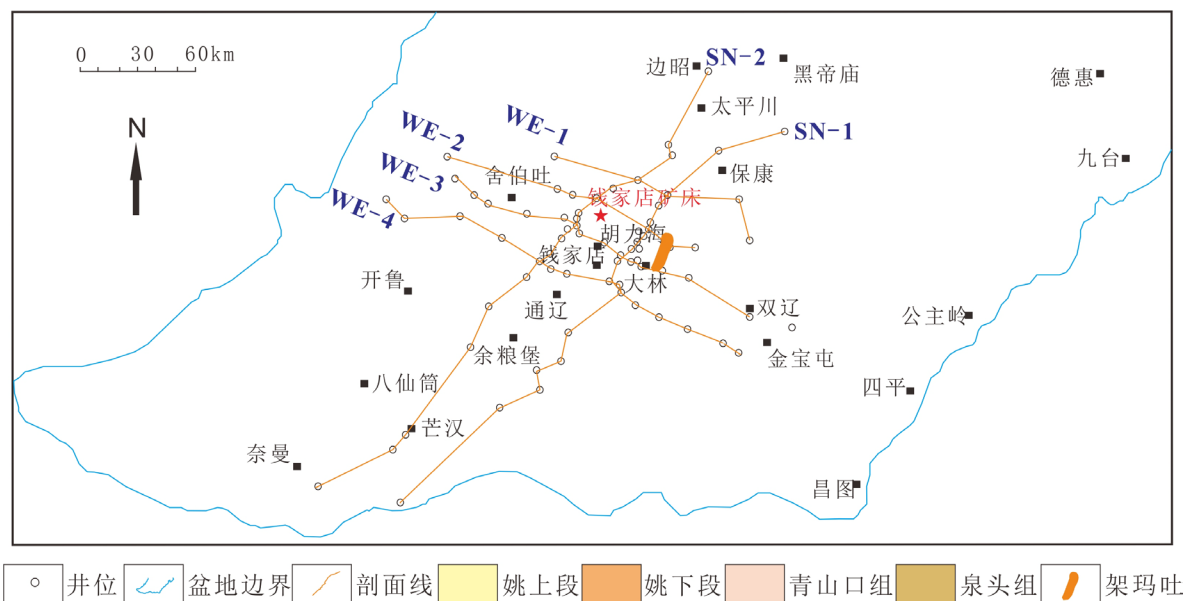 边昭
SN-2
黑帝庙
德惠
0 30 60km
太平川
N
WE-2
WE-1
SN-1
九台
WE-3
舍伯吐
保康
WE-4
钱家店矿床
胡力海
钱家店
开鲁
大林
通辽
双辽
公主岭
余粮堡
金宝屯
八仙筒
四平
芒汉
奈曼
昌图
井位 盆地边界 剖面线 姚上段 姚下段 青山口组 泉头组 架玛吐